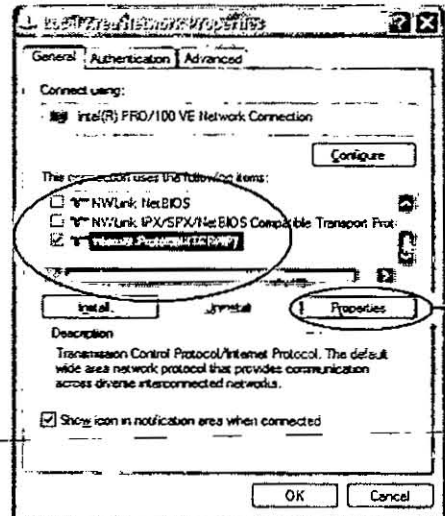 Local Area Network Properties
General Authentication Advanced
Connect using:
Intel(R) PRO/100 VE Network Connection
Configure
This connection uses the following items:
NWLink NetBIOS
NWLink IPX/SPX/NetBIOS Compatible Transport Prot
Internet Protocol (TCP/IP)
Install... Uninstall Properties
Description
Transmission Control Protocol/Internet Protocol. The default
wide area network protocol that provides communication
across diverse interconnected networks.
Show icon in notification area when connected
OK Cancel